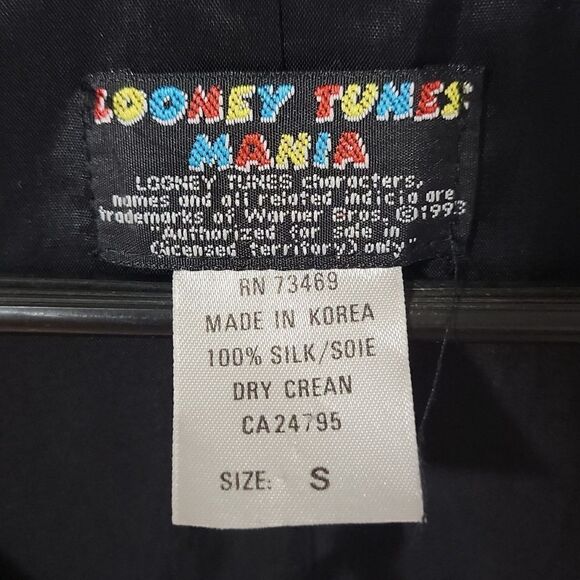 LOONEY TUNES
MANIA
LOONEY TUNES characters,
names and all related indicia are
trademarks of Warner Bros. ©1993
"Authorized for sale in
(licensed territory) only"
RN 73469
MADE IN KOREA
100% SILK/SOIE
DRY CREAN
CA24795
SIZE: S